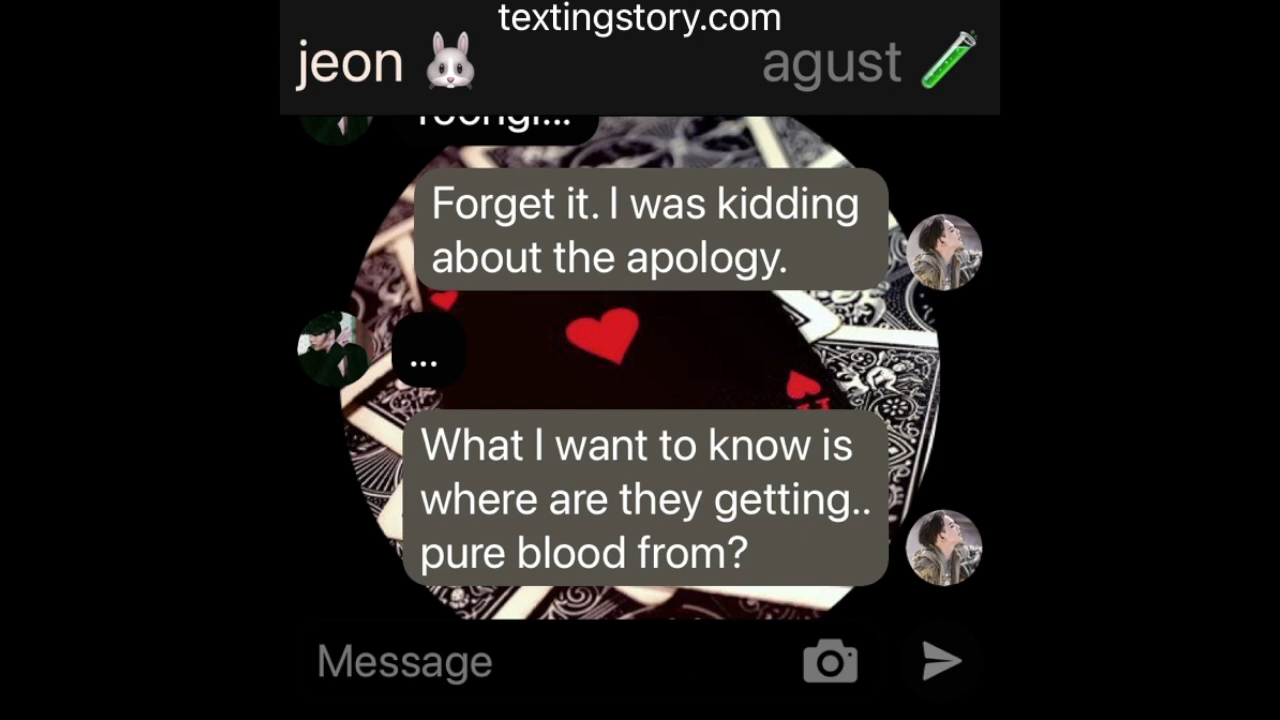 textingstory.com
jeon 🐰 agust 🧪
Forget it. I was kidding
about the apology.
...
What I want to know is
where are they getting..
pure blood from?
Message